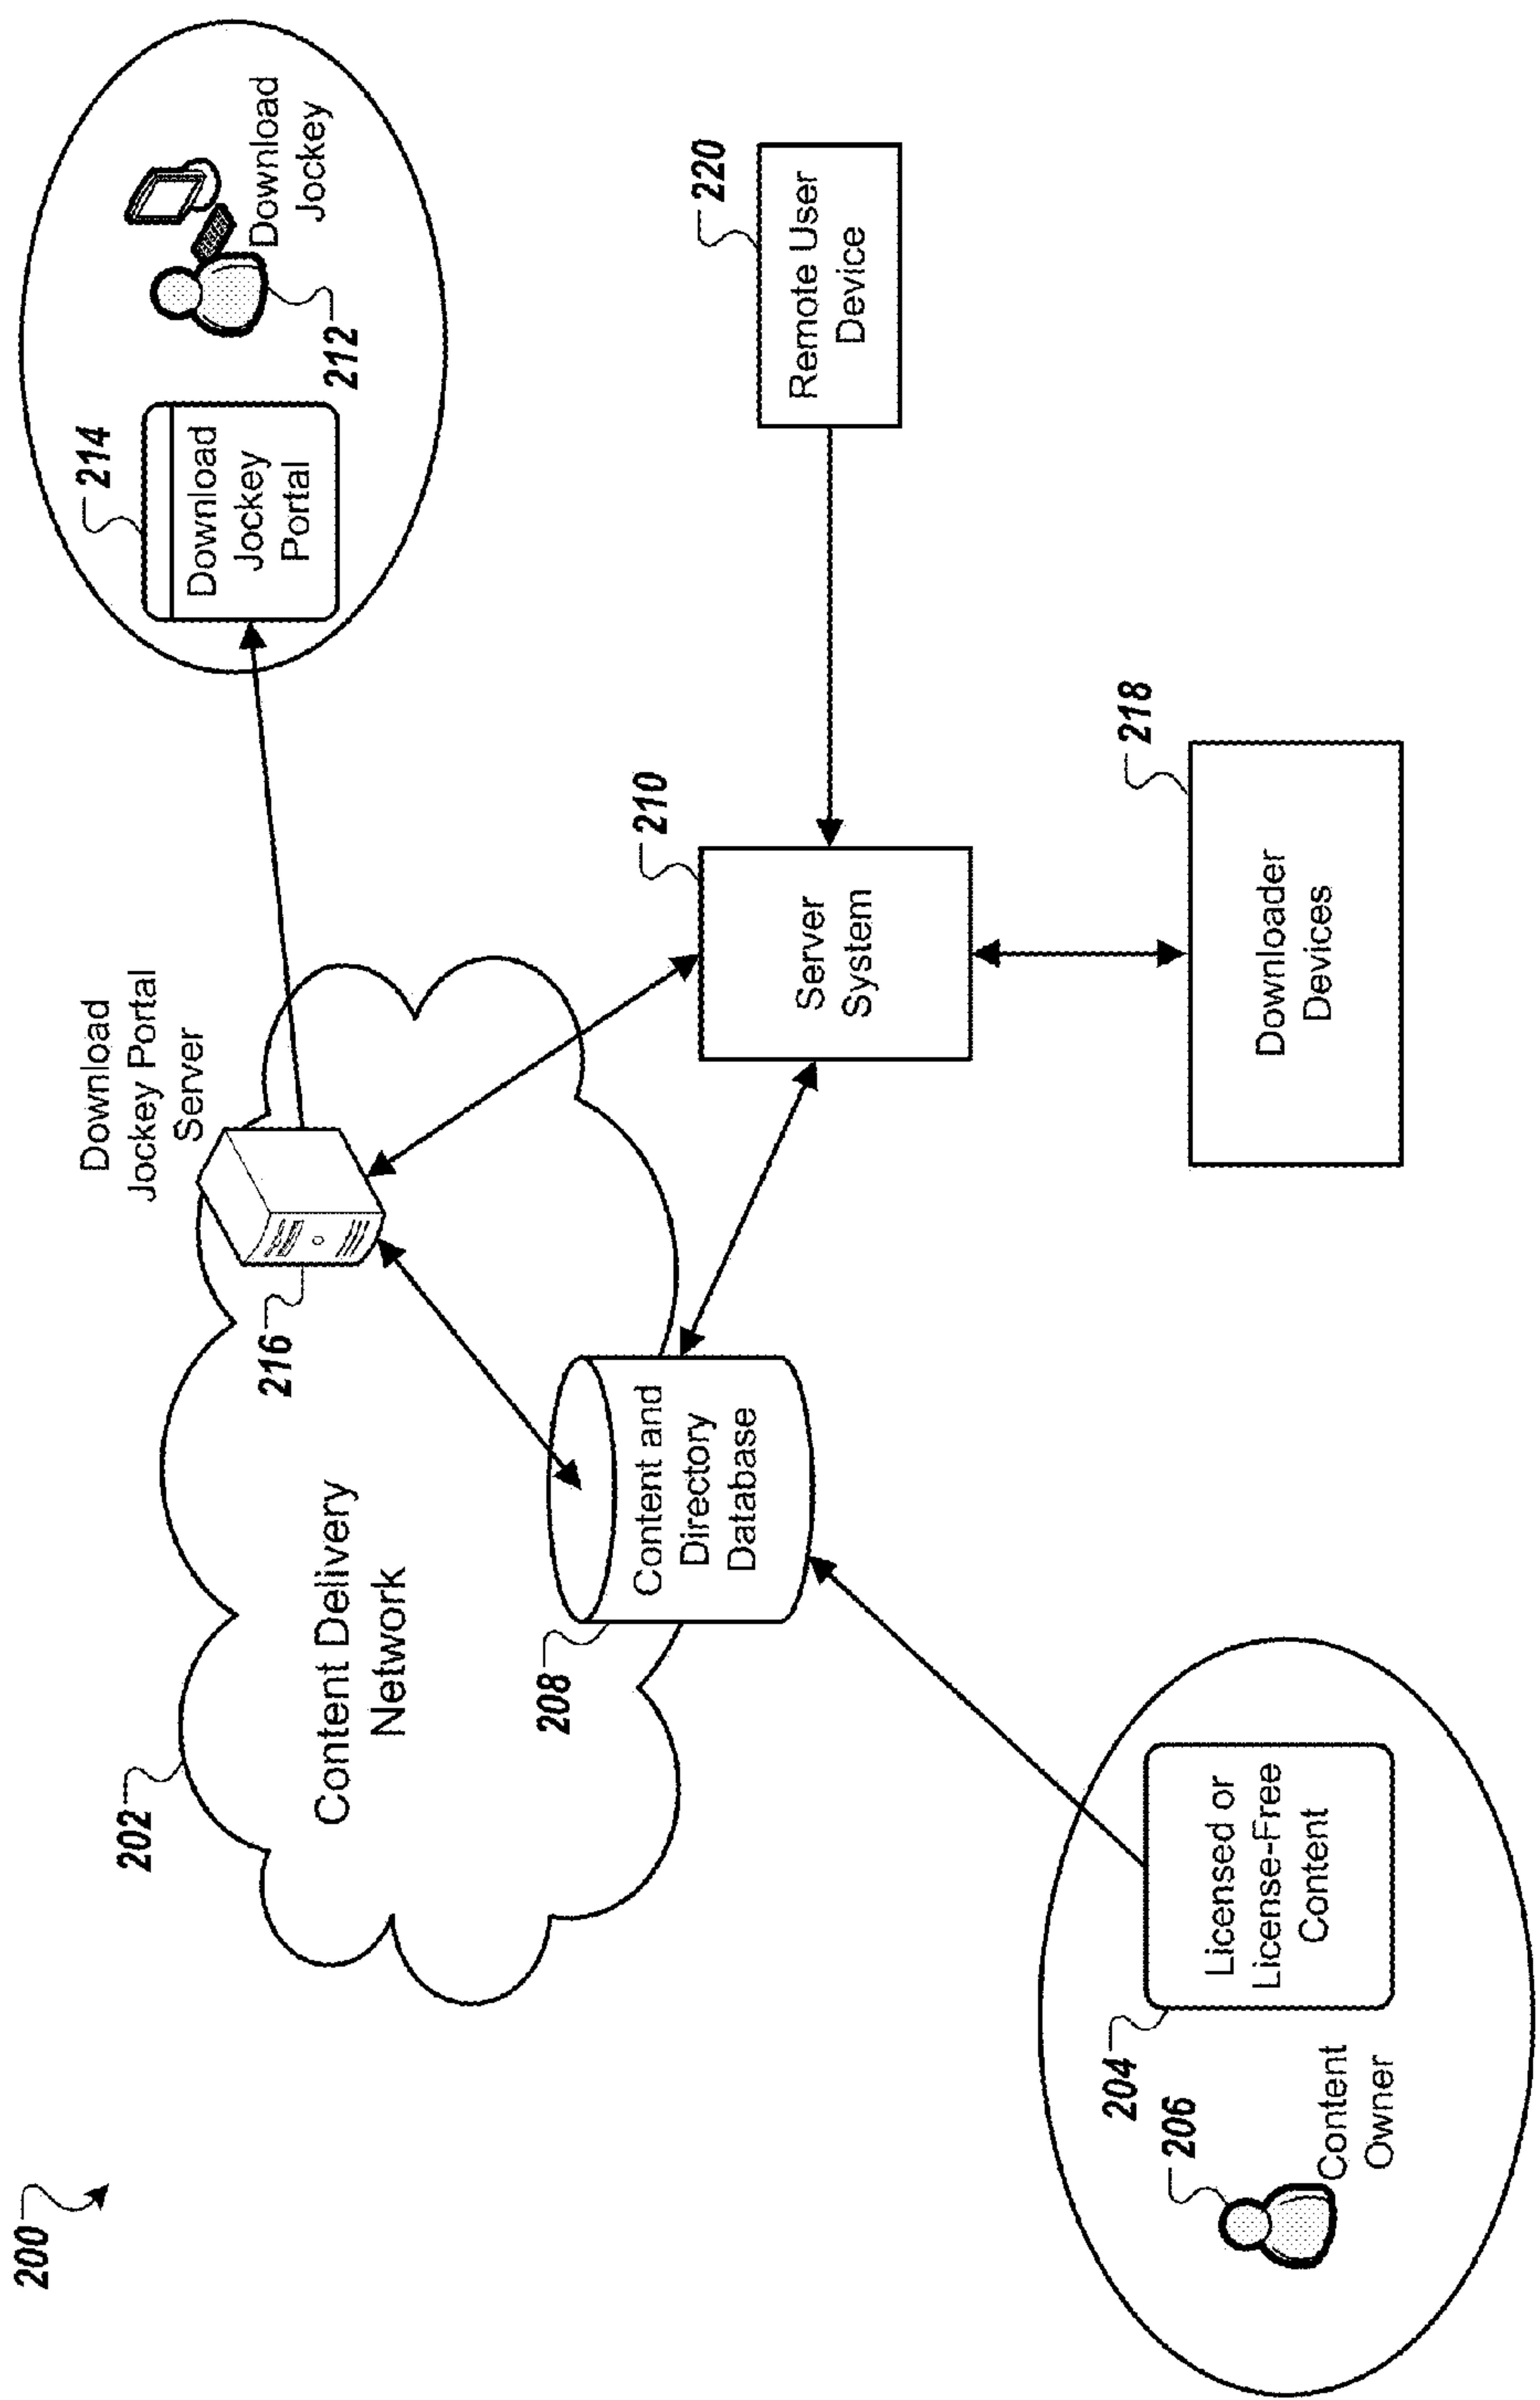 200
202
Content Delivery
Network
Download
Jockey Portal
Server
216
214
Download
Jockey
Portal
212
Download
Jockey
208
Content and
Directory
Database
210
Server
System
220
Remote User
Device
206
Content
Owner
204
Licensed or
License-Free
Content
218
Downloader
Devices